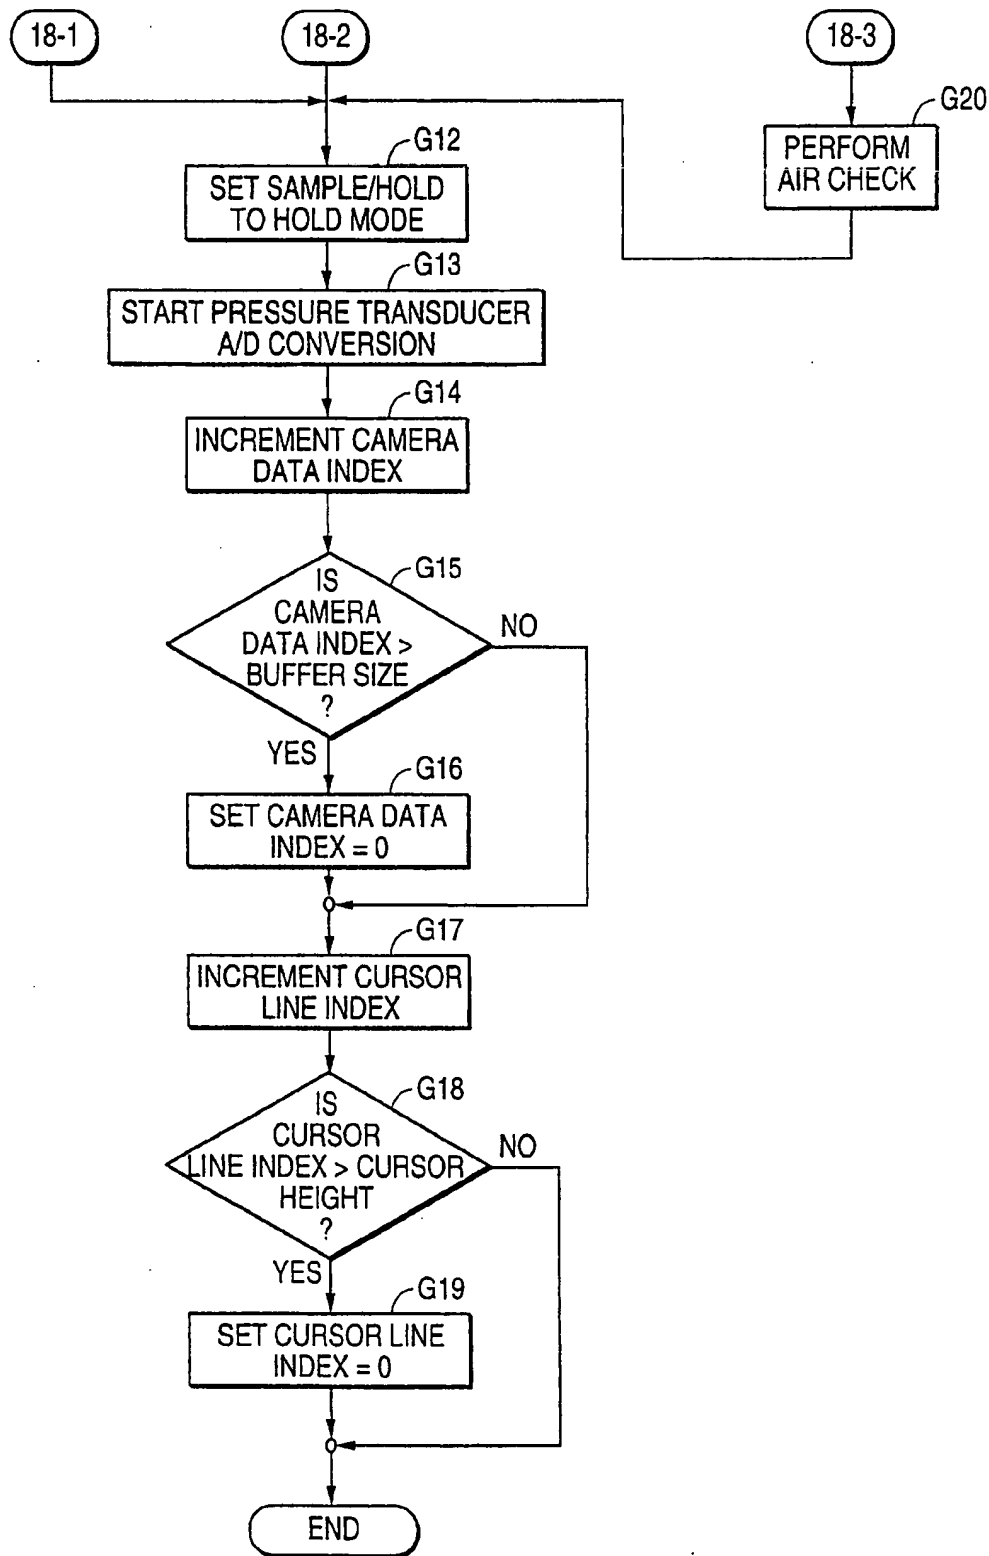 18-1
18-2
18-3
G20
PERFORM
AIR CHECK
G12
SET SAMPLE/HOLD
TO HOLD MODE
G13
START PRESSURE TRANSDUCER
A/D CONVERSION
G14
INCREMENT CAMERA
DATA INDEX
G15
IS
CAMERA
DATA INDEX >
BUFFER SIZE
?
NO
YES
G16
SET CAMERA DATA
INDEX = 0
G17
INCREMENT CURSOR
LINE INDEX
G18
IS
CURSOR
LINE INDEX > CURSOR
HEIGHT
?
NO
YES
G19
SET CURSOR LINE
INDEX = 0
END